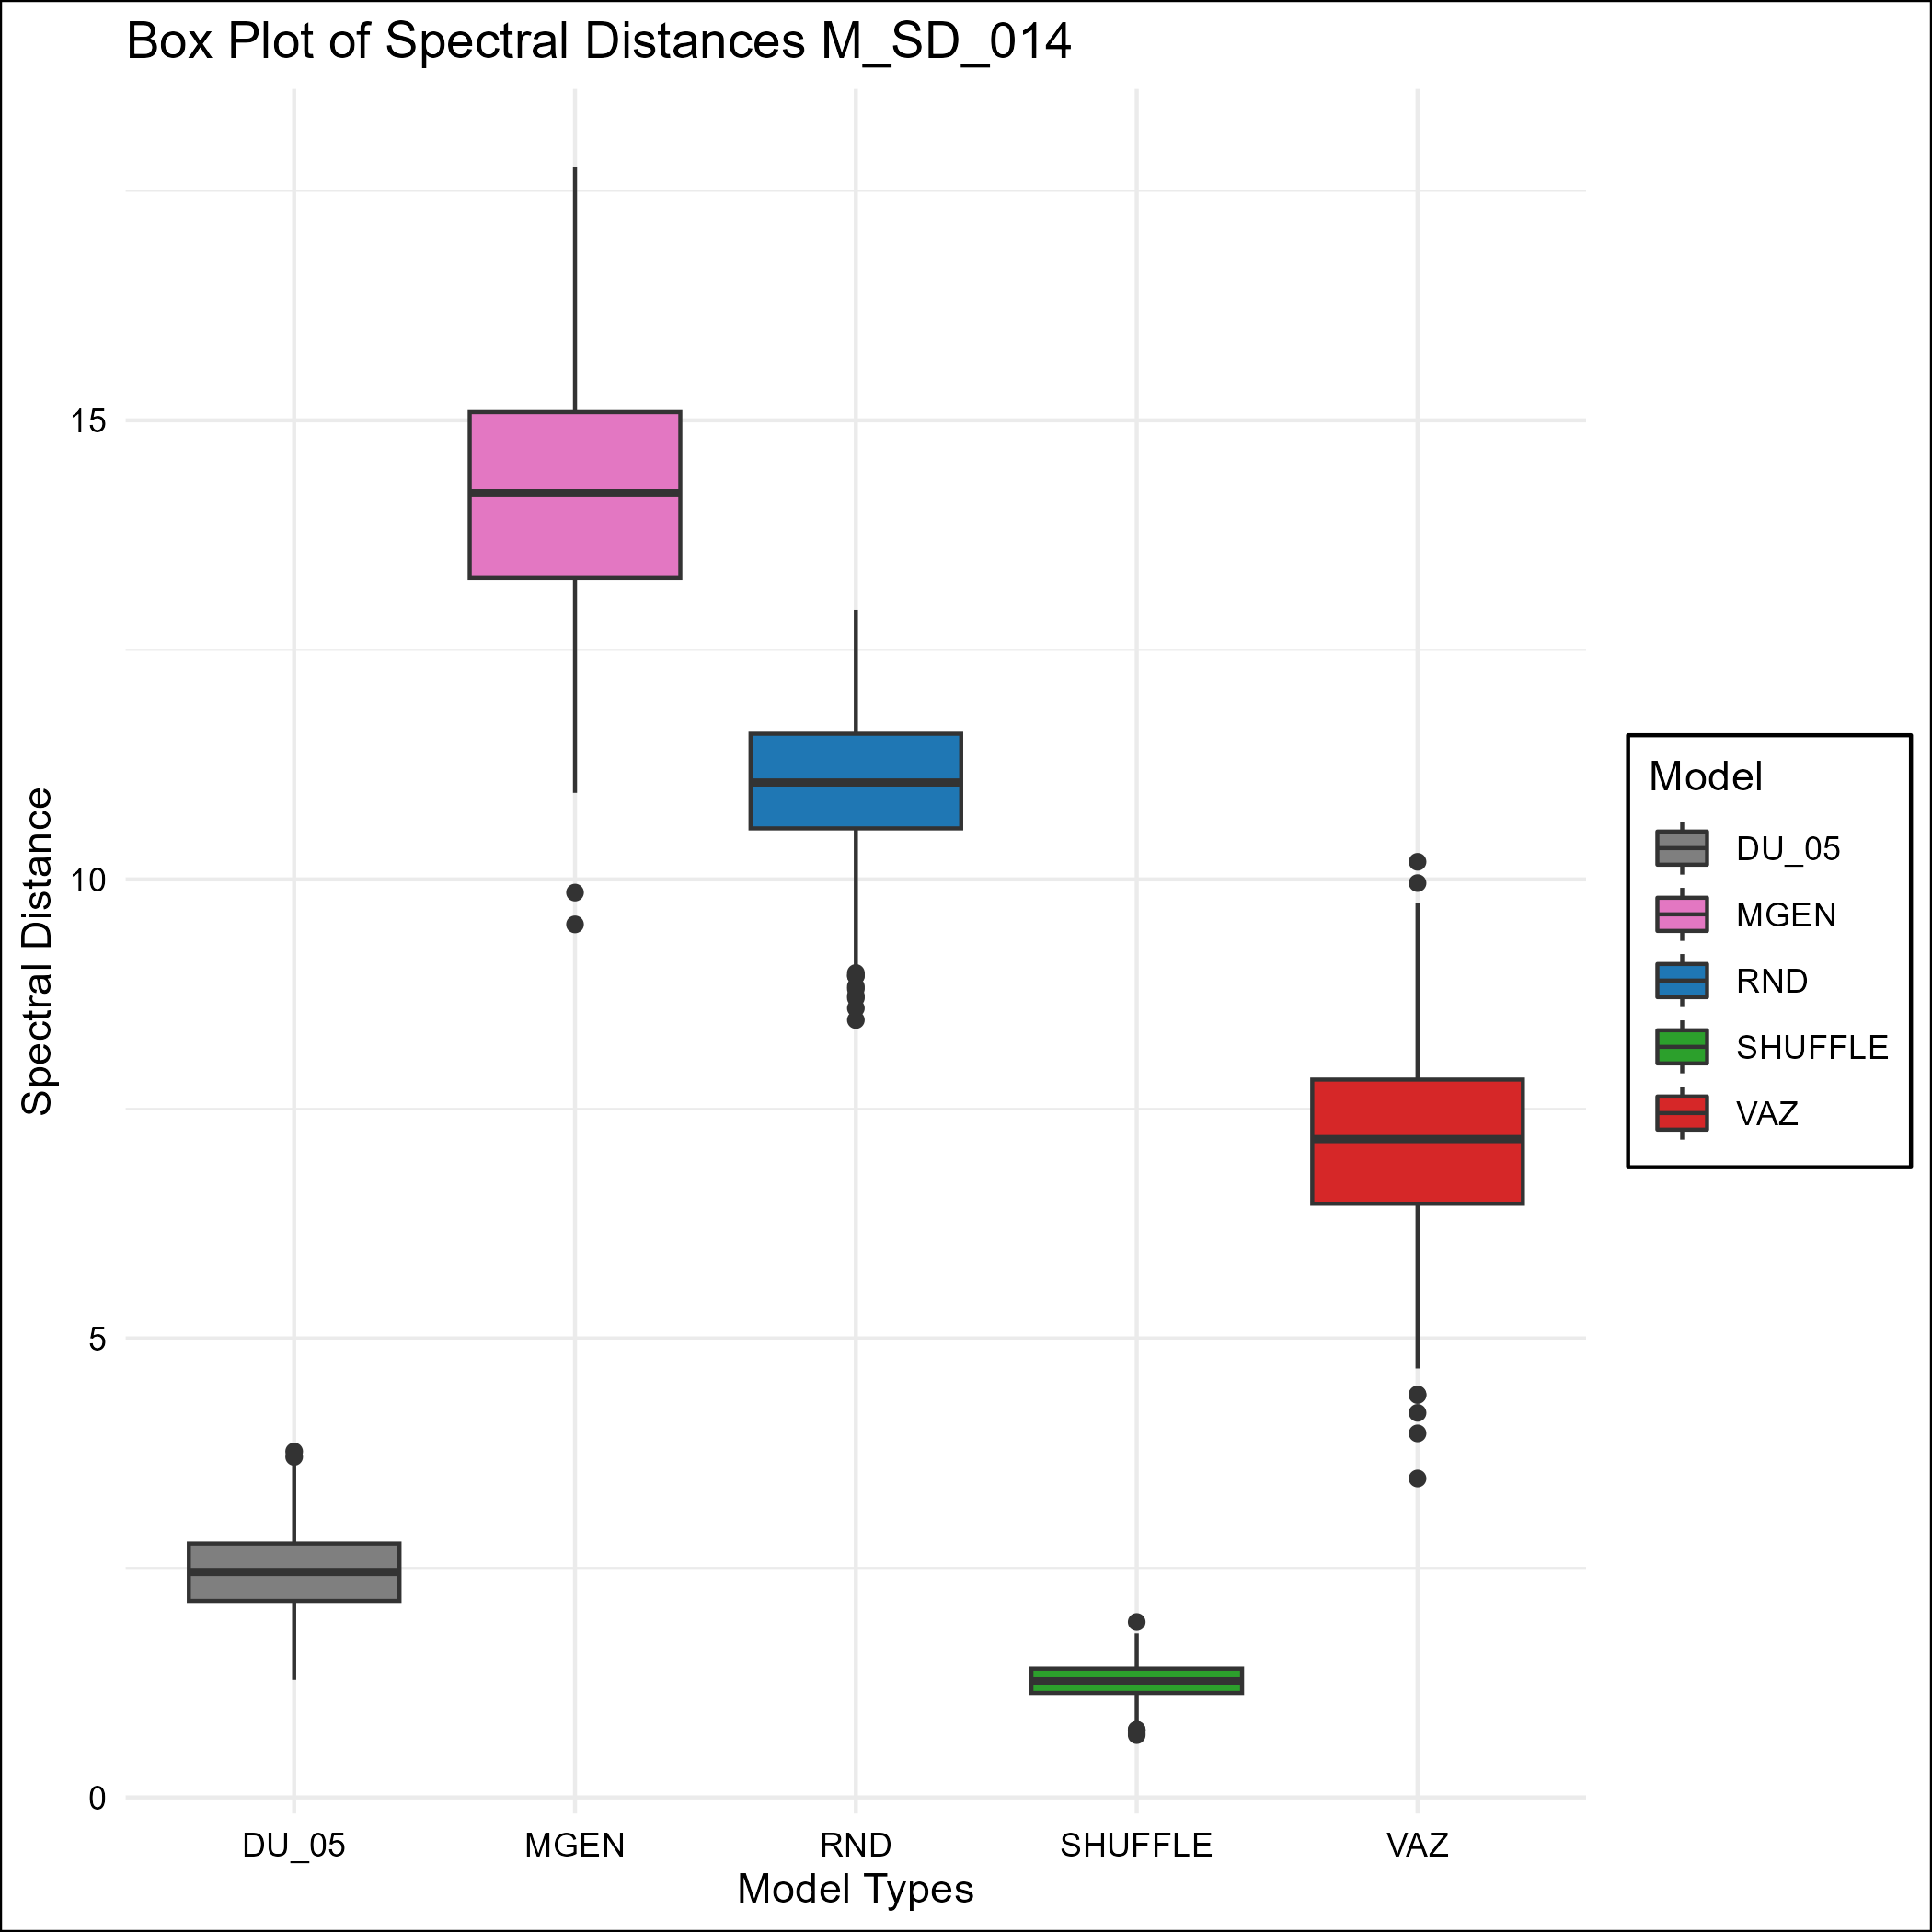 Box Plot of Spectral Distances M_SD_014
Spectral Distance
15
10
5
0
DU_05
MGEN
RND
SHUFFLE
VAZ
Model Types
Model
DU_05
MGEN
RND
SHUFFLE
VAZ